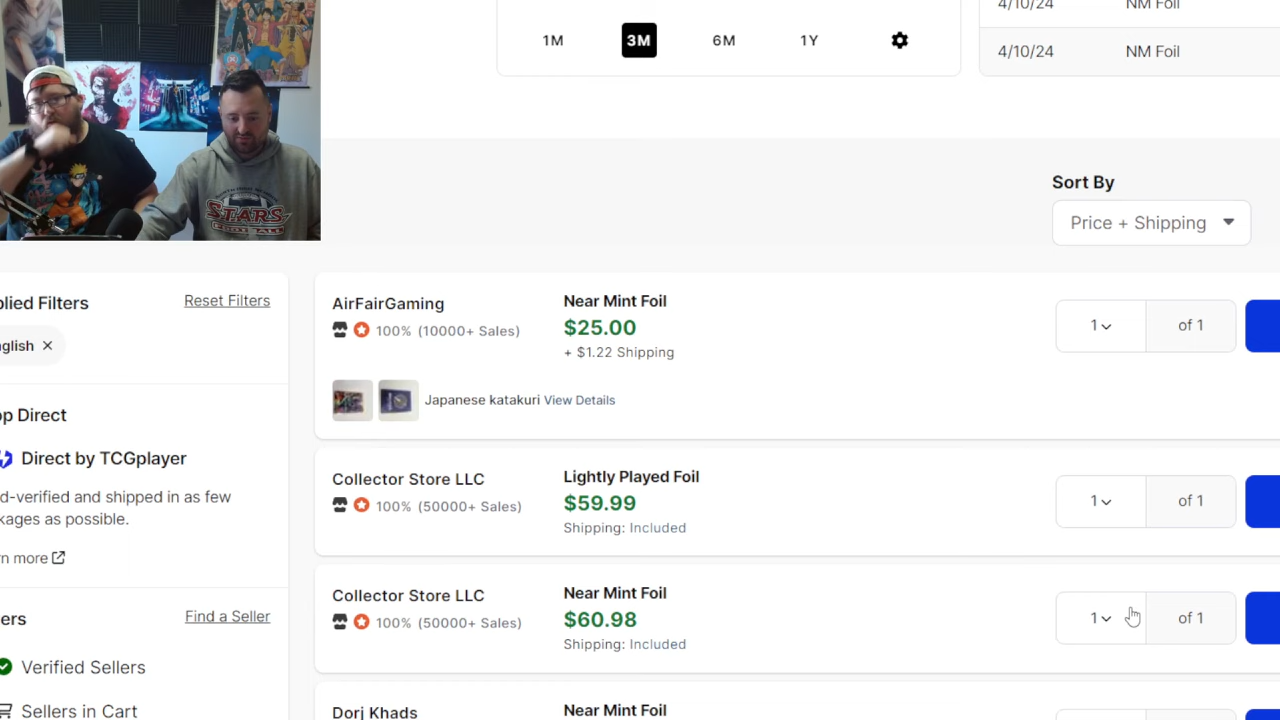 4/10/24 NM Foil
1M 3M 6M 1Y
4/10/24 NM Foil
STARS
FOOTBALL
Sort By
Price + Shipping
plied Filters Reset Filters
nglish ×
op Direct
Direct by TCGplayer
d-verified and shipped in as few
kages as possible.
rn more
ers Find a Seller
Verified Sellers
Sellers in Cart
AirFairGaming Near Mint Foil
100% (10000+ Sales) $25.00
+ $1.22 Shipping
1 of 1
Japanese katakuri View Details
Collector Store LLC Lightly Played Foil
100% (50000+ Sales) $59.99
Shipping: Included
1 of 1
Collector Store LLC Near Mint Foil
100% (50000+ Sales) $60.98
Shipping: Included
1 of 1
Dorj Khads Near Mint Foil